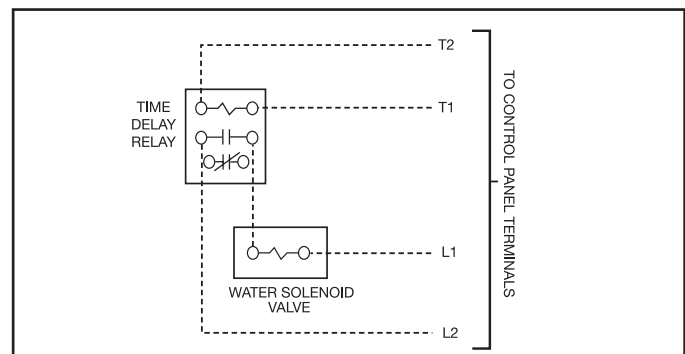 T2
TIME
DELAY
RELAY
T1
TO CONTROL PANEL TERMINALS
L1
WATER SOLENOID
VALVE
L2